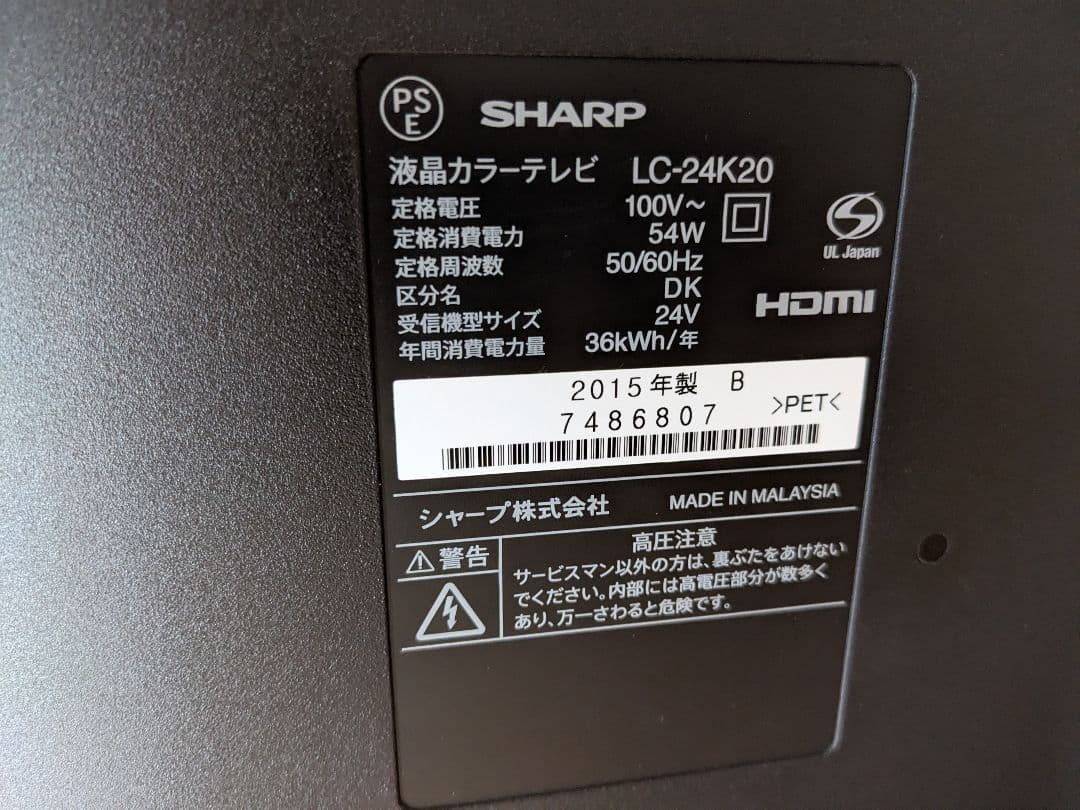 PS
E
SHARP
液晶カラーテレビ LC-24K20
定格電圧 100V～
定格消費電力 54W
定格周波数 50/60Hz
区分名 DK
受信機型サイズ 24V
年間消費電力量 36kWh/年
S
UL Japan
HDMI
2015年製 B
7486807 >PET<
シャープ株式会社 MADE IN MALAYSIA
警告
高圧注意
サービスマン以外の方は、裏ぶたをあけない
でください。内部には高電圧部分が数多く
あり、万一さわると危険です。